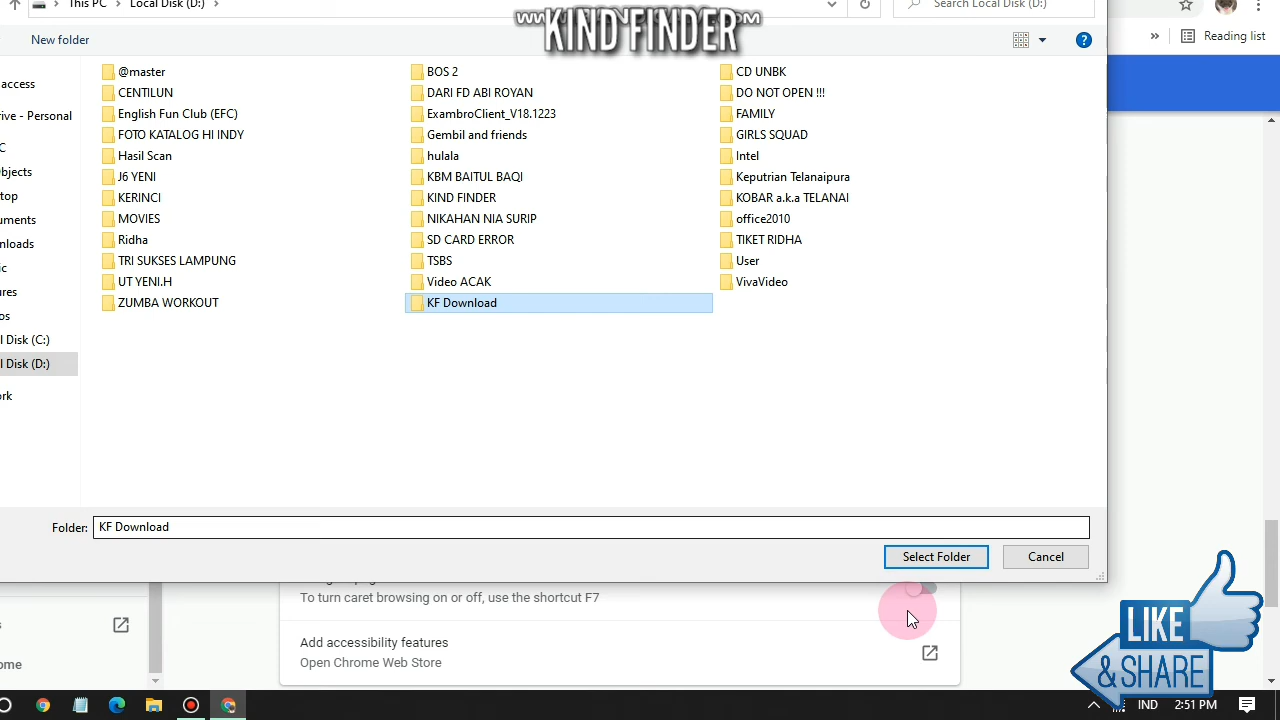 This PC
Local Disk (D:)
Search Local Disk (D:)
KIND FINDER
New folder
Reading list
access
rive - Personal
C
bjects
top
uments
nloads
ic
ures
os
l Disk (C:)
l Disk (D:)
ork
@master
BOS 2
CD UNBK
CENTILUN
DARI FD ABI ROYAN
DO NOT OPEN !!!
English Fun Club (EFC)
ExambroClient_V18.1223
FAMILY
FOTO KATALOG HI INDY
Gembil and friends
GIRLS SQUAD
Hasil Scan
hulala
Intel
J6 YENI
KBM BAITUL BAQI
Keputrian Telanaipura
KERINCI
KIND FINDER
KOBAR a.k.a TELANAI
MOVIES
NIKAHAN NIA SURIP
office2010
Ridha
SD CARD ERROR
TIKET RIDHA
TRI SUKSES LAMPUNG
TSBS
User
UT YENI.H
Video ACAK
VivaVideo
ZUMBA WORKOUT
KF Download
Folder: KF Download
Select Folder
Cancel
To turn caret browsing on or off, use the shortcut F7
Add accessibility features
Open Chrome Web Store
s
ome
LIKE
& SHARE
IND
2:51 PM